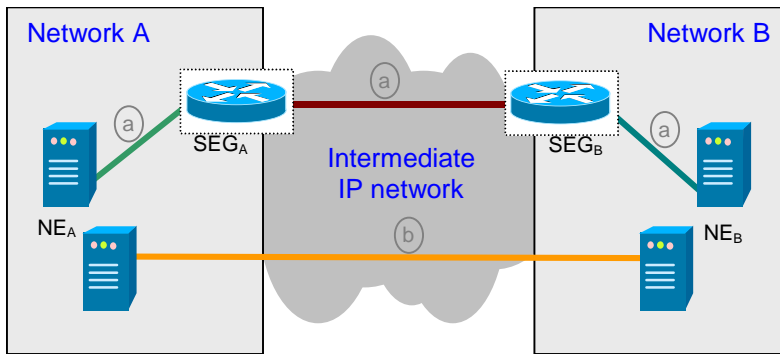 Network A
Network B
a
a
a
SEGA
SEGB
Intermediate
IP network
NEA
NEB
b